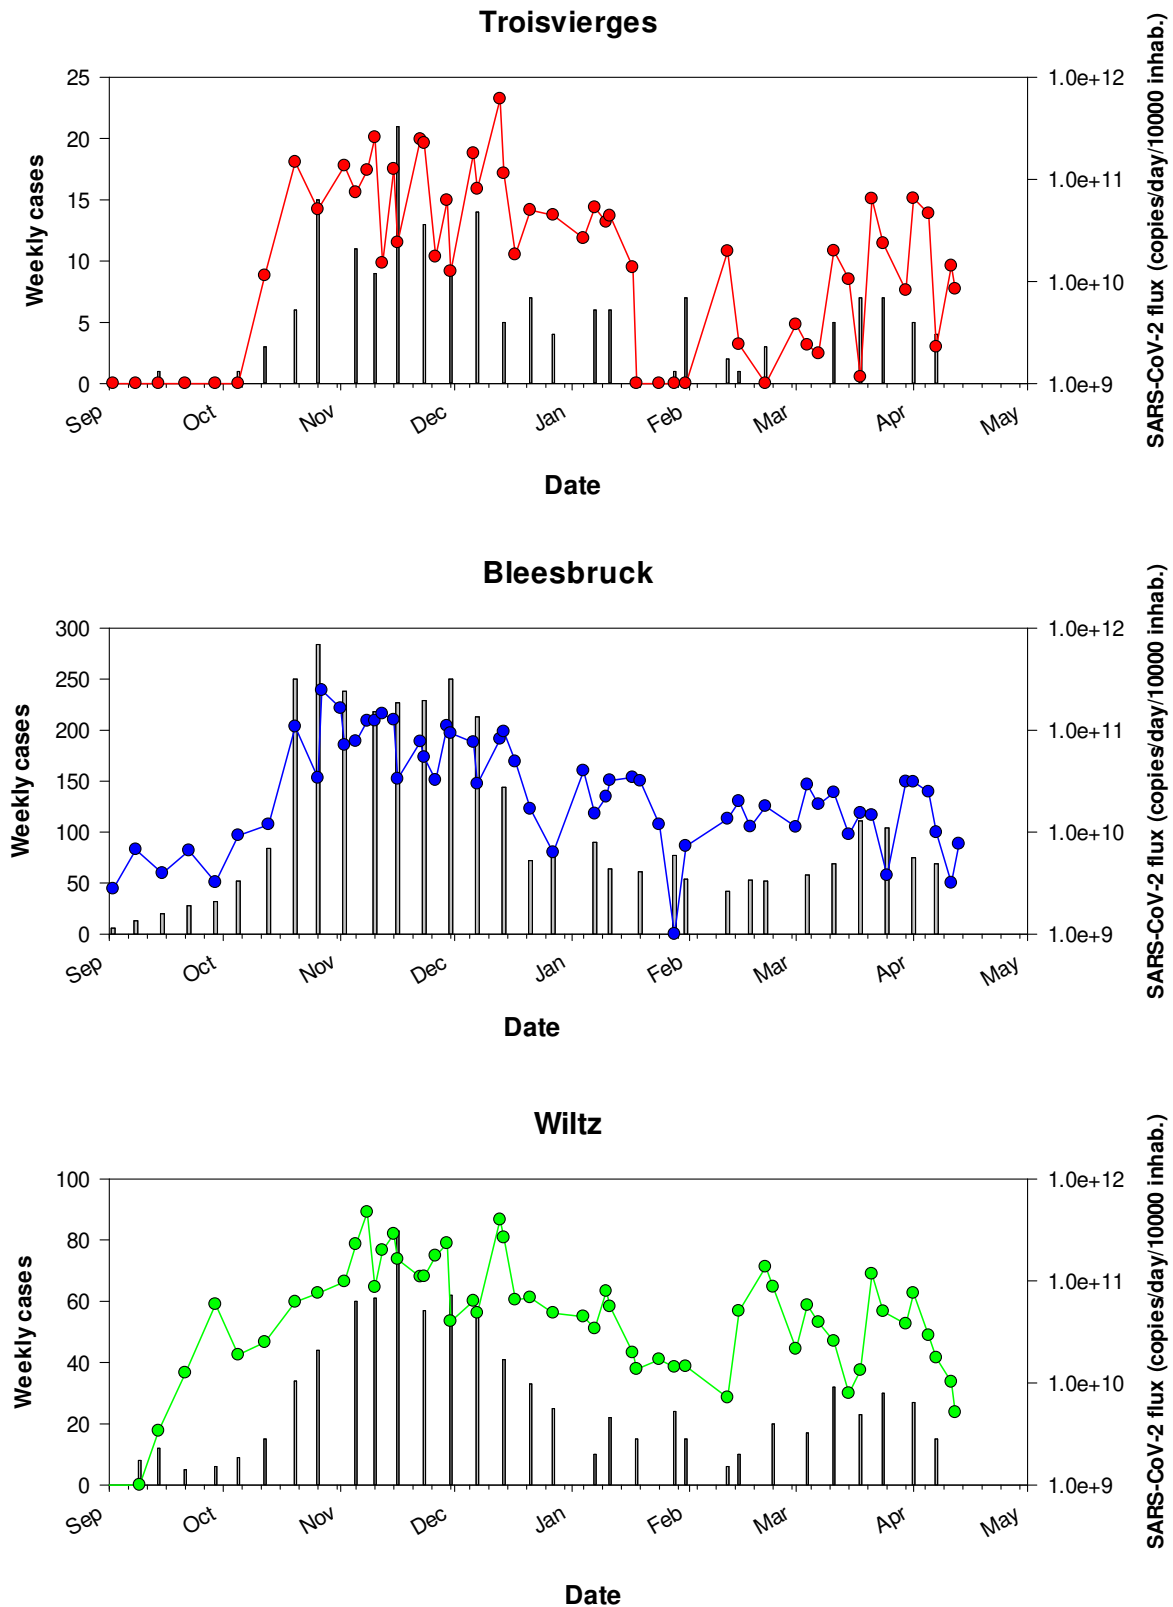 Troisvierges
25
20
15
10
5
0
Weekly cases
1.0e+12
1.0e+11
1.0e+10
1.0e+9
SARS-CoV-2 flux (copies/day/10000 inhab.)
Sep Oct Nov Dec Jan Feb Mar Apr May
Date
Bleesbruck
300
250
200
150
100
50
0
Weekly cases
1.0e+12
1.0e+11
1.0e+10
1.0e+9
SARS-CoV-2 flux (copies/day/10000 inhab.)
Sep Oct Nov Dec Jan Feb Mar Apr May
Date
Wiltz
100
80
60
40
20
0
Weekly cases
1.0e+12
1.0e+11
1.0e+10
1.0e+9
SARS-CoV-2 flux (copies/day/10000 inhab.)
Sep Oct Nov Dec Jan Feb Mar Apr May
Date